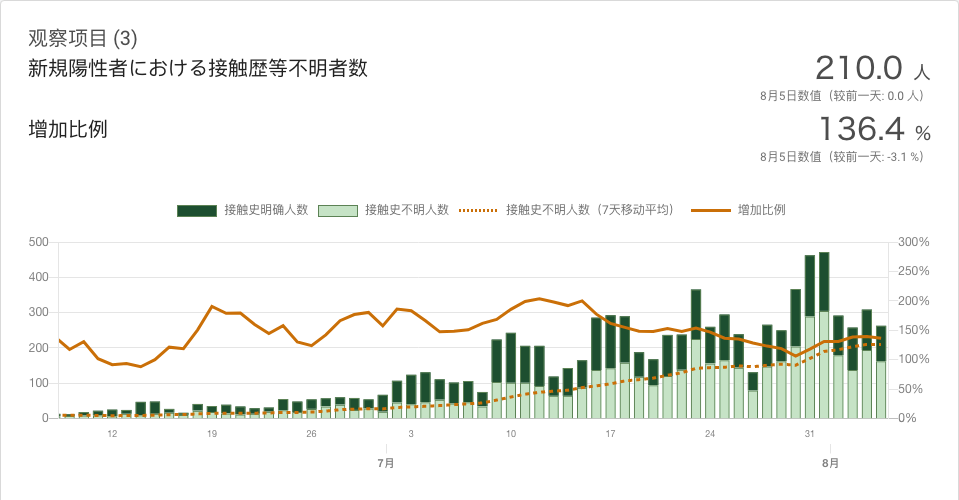 观察项目 (3)
新規陽性者における接触歴等不明者数
210.0 人
8月5日数值（较前一天: 0.0 人）
增加比例
136.4 %
8月5日数值（较前一天: -3.1 %）
接触史明确人数 接触史不明人数 接触史不明人数（7天移动平均） 增加比例
500 300%
250%
400
200%
300
150%
200
100%
100
50%
0 0%
12 19 26 3 10 17 24 31
7月 8月